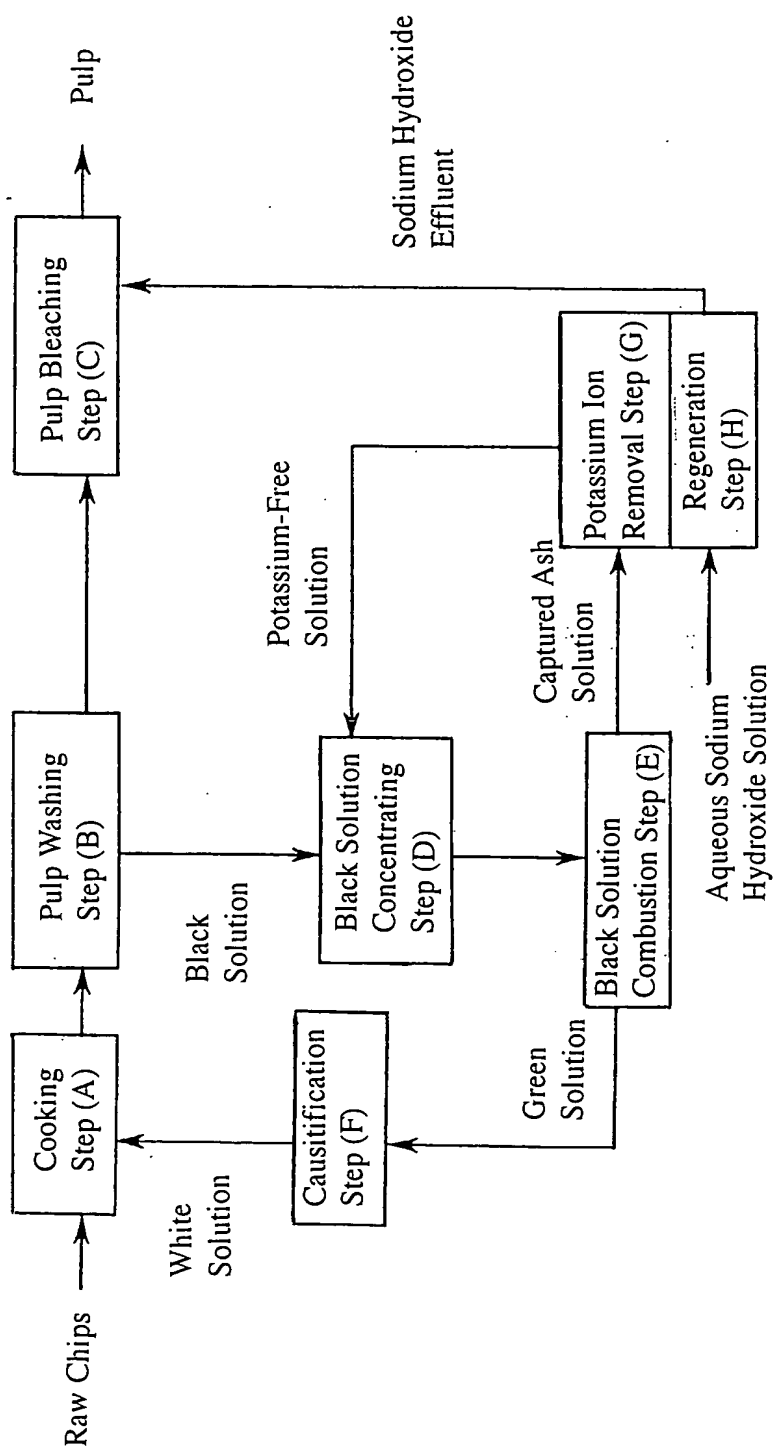 Raw Chips
Cooking
Step (A)
Pulp Washing
Step (B)
Pulp Bleaching
Step (C)
Pulp
White
Solution
Black
Solution
Causitification
Step (F)
Black Solution
Concentrating
Step (D)
Potassium-Free
Solution
Sodium Hydroxide
Effluent
Green
Solution
Black Solution
Combustion Step (E)
Captured Ash
Solution
Potassium Ion
Removal Step (G)
Regeneration
Step (H)
Aqueous Sodium
Hydroxide Solution